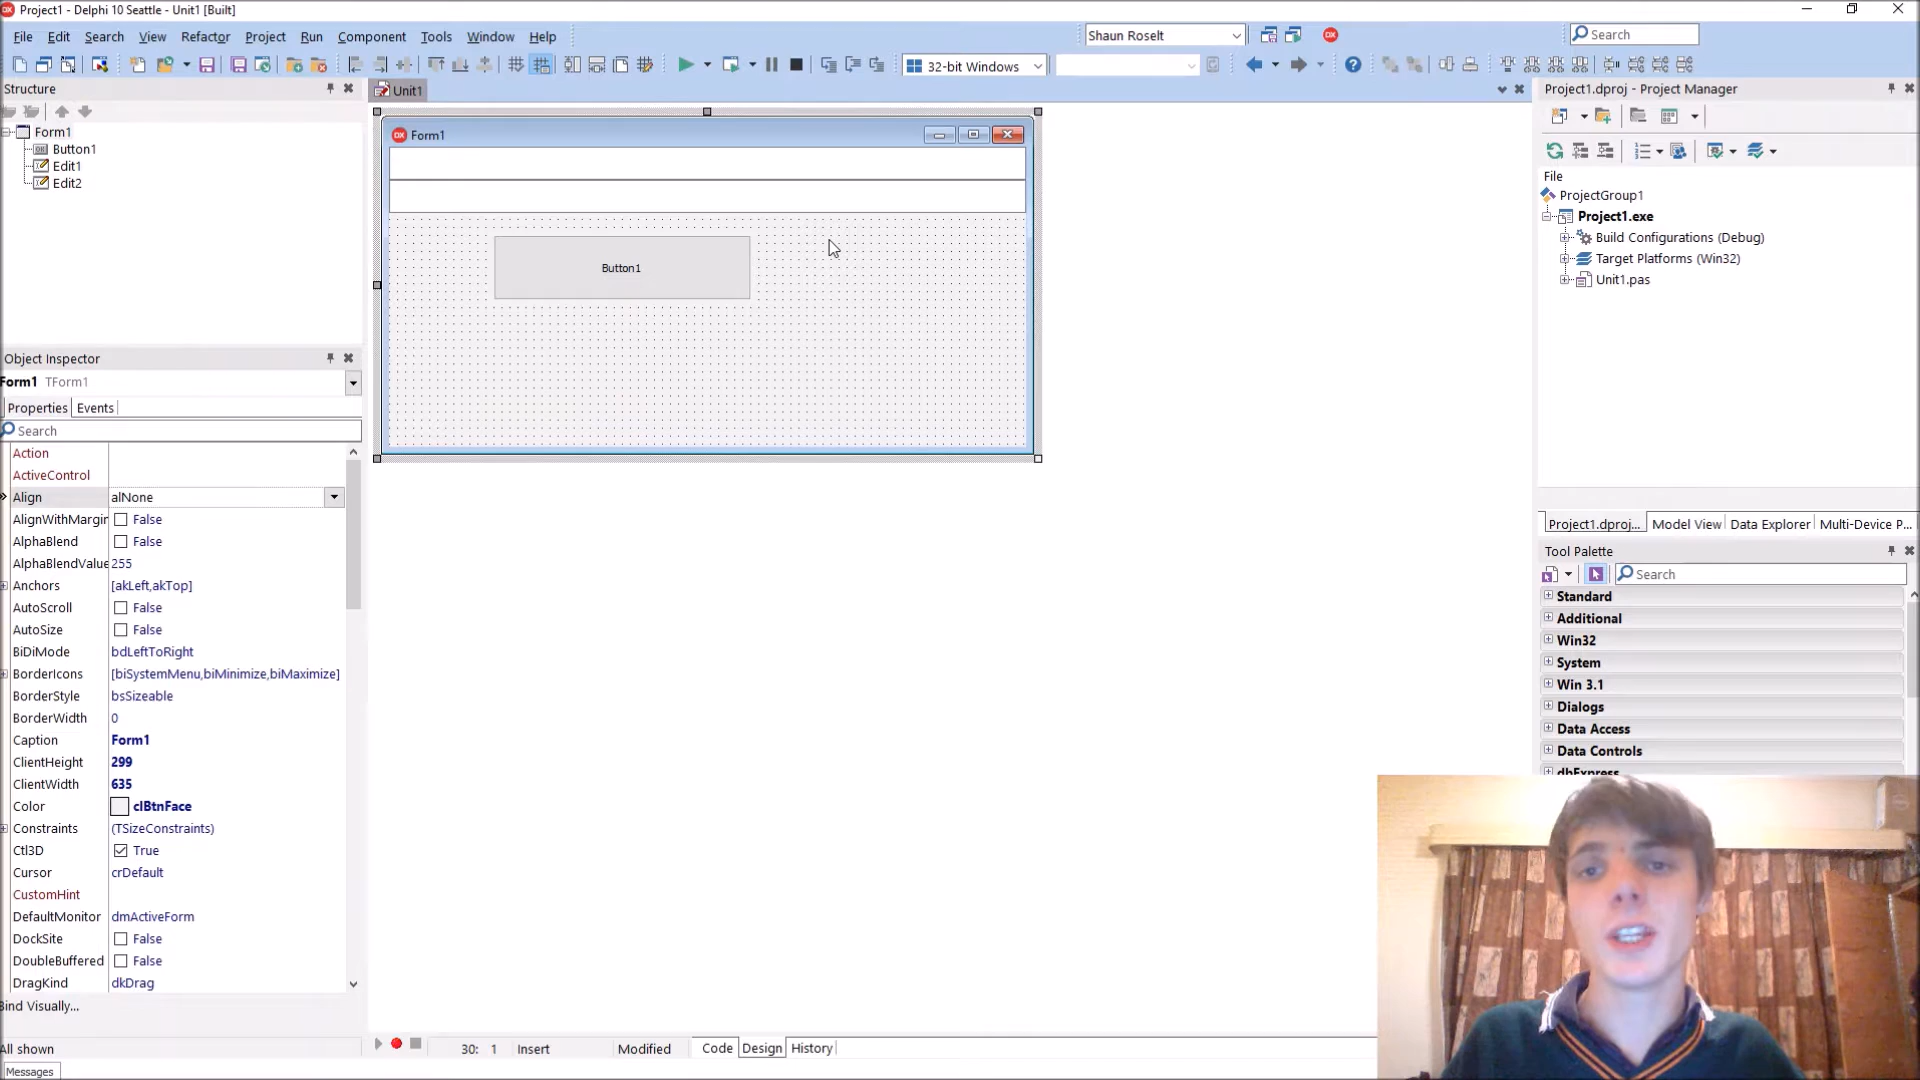 Project1 - Delphi 10 Seattle - Unit1 [Built]
File Edit Search View Refactor Project Run Component Tools Window Help
Shaun Roselt
Search
32-bit Windows
Structure
Form1
Button1
Edit1
Edit2
Object Inspector
Form1 TForm1
Properties Events
Search
Action
ActiveControl
Align alNone
AlignWithMargin False
AlphaBlend False
AlphaBlendValue 255
Anchors [akLeft,akTop]
AutoScroll False
AutoSize False
BiDiMode bdLeftToRight
BorderIcons [biSystemMenu,biMinimize,biMaximize]
BorderStyle bsSizeable
BorderWidth 0
Caption Form1
ClientHeight 299
ClientWidth 635
Color clBtnFace
Constraints (TSizeConstraints)
Ctl3D True
Cursor crDefault
CustomHint
DefaultMonitor dmActiveForm
DockSite False
DoubleBuffered False
DragKind dkDrag
Bind Visually...
All shown
Messages
Unit1
Form1
Button1
30: 1 Insert Modified Code Design History
Project1.dproj - Project Manager
File
ProjectGroup1
Project1.exe
Build Configurations (Debug)
Target Platforms (Win32)
Unit1.pas
Project1.dproj... Model View Data Explorer Multi-Device P...
Tool Palette
Search
Standard
Additional
Win32
System
Win 3.1
Dialogs
Data Access
Data Controls
dbExpress